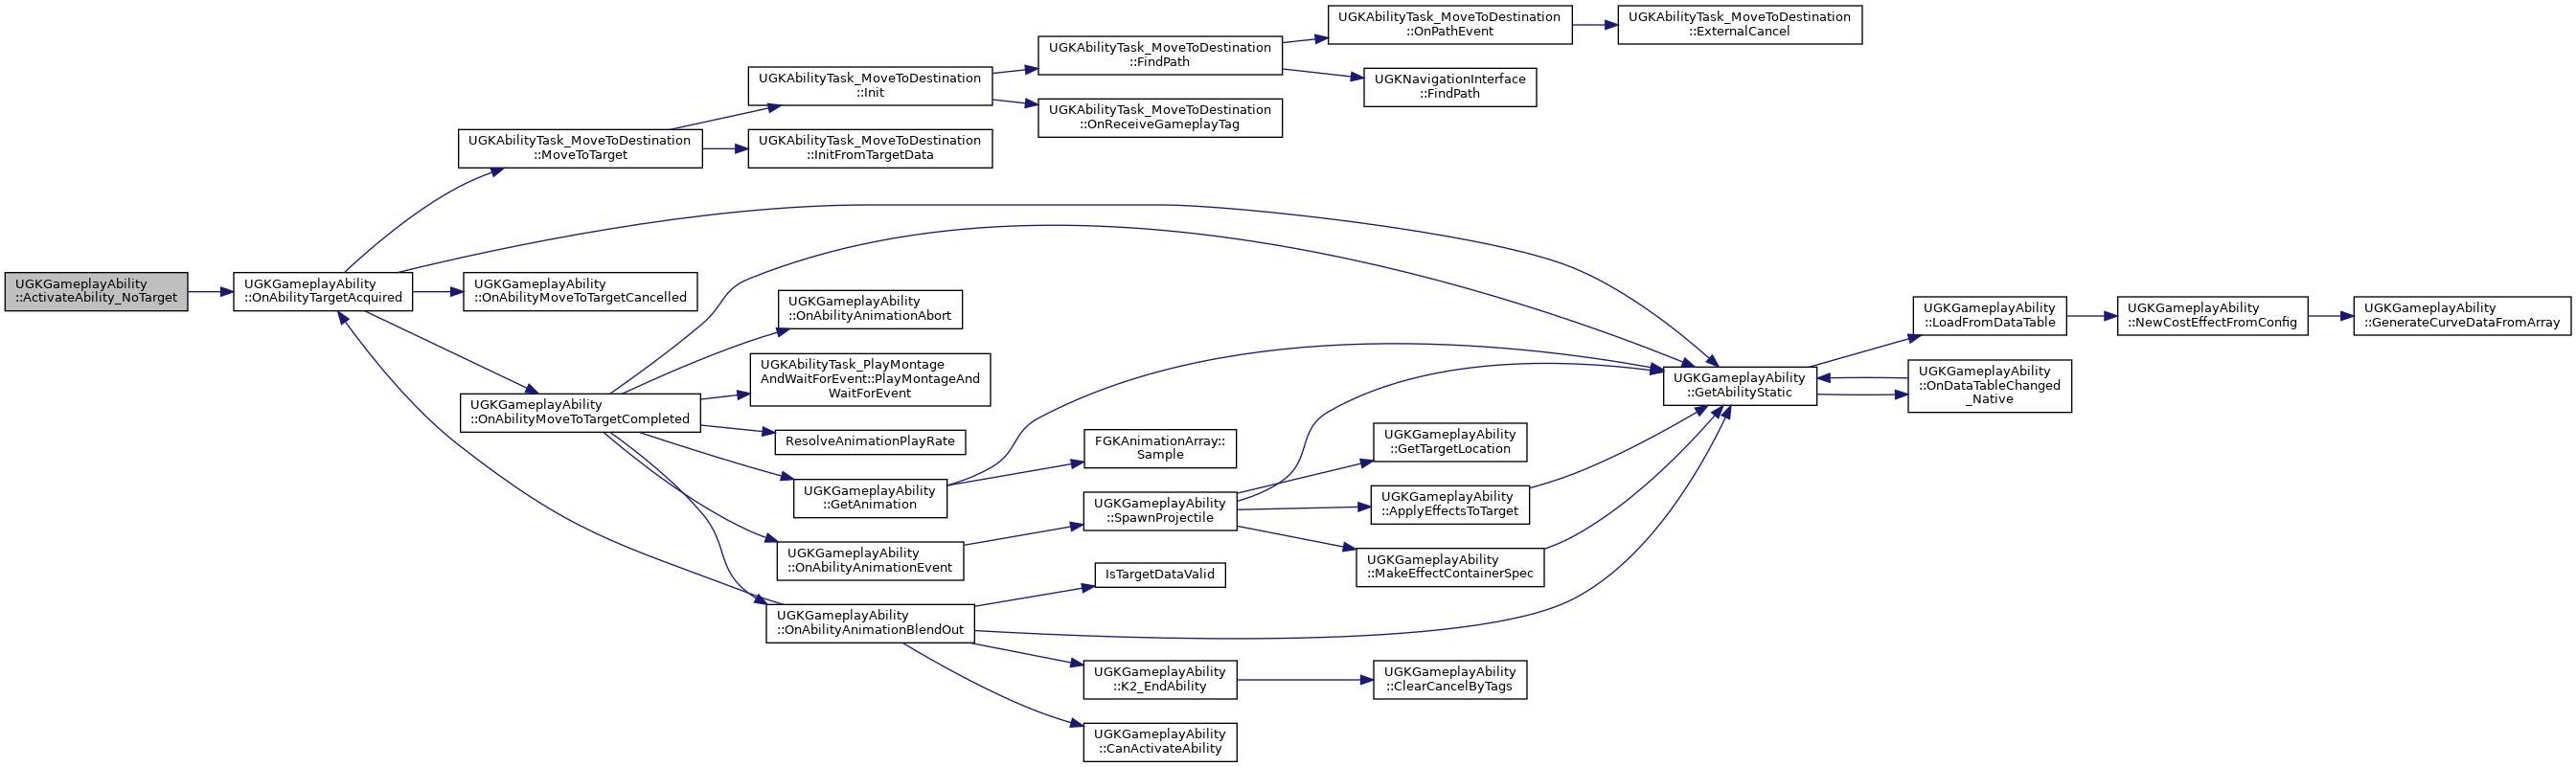 UGKAbilityTask_MoveToDestination
::OnPathEvent
UGKAbilityTask_MoveToDestination
::ExternalCancel
UGKAbilityTask_MoveToDestination
::FindPath
UGKNavigationInterface
::FindPath
UGKAbilityTask_MoveToDestination
::Init
UGKAbilityTask_MoveToDestination
::OnReceiveGameplayTag
UGKAbilityTask_MoveToDestination
::MoveToTarget
UGKAbilityTask_MoveToDestination
::InitFromTargetData
UGKGameplayAbility
::ActivateAbility_NoTarget
UGKGameplayAbility
::OnAbilityTargetAcquired
UGKGameplayAbility
::OnAbilityMoveToTargetCancelled
UGKGameplayAbility
::OnAbilityAnimationAbort
UGKGameplayAbility
::LoadFromDataTable
UGKGameplayAbility
::NewCostEffectFromConfig
UGKGameplayAbility
::GenerateCurveDataFromArray
UGKAbilityTask_PlayMontage
AndWaitForEvent::PlayMontageAnd
WaitForEvent
UGKGameplayAbility
::GetAbilityStatic
UGKGameplayAbility
::OnDataTableChanged
_Native
UGKGameplayAbility
::OnAbilityMoveToTargetCompleted
ResolveAnimationPlayRate
FGKAnimationArray::
Sample
UGKGameplayAbility
::GetTargetLocation
UGKGameplayAbility
::GetAnimation
UGKGameplayAbility
::SpawnProjectile
UGKGameplayAbility
::ApplyEffectsToTarget
UGKGameplayAbility
::OnAbilityAnimationEvent
UGKGameplayAbility
::MakeEffectContainerSpec
IsTargetDataValid
UGKGameplayAbility
::OnAbilityAnimationBlendOut
UGKGameplayAbility
::K2_EndAbility
UGKGameplayAbility
::ClearCancelByTags
UGKGameplayAbility
::CanActivateAbility